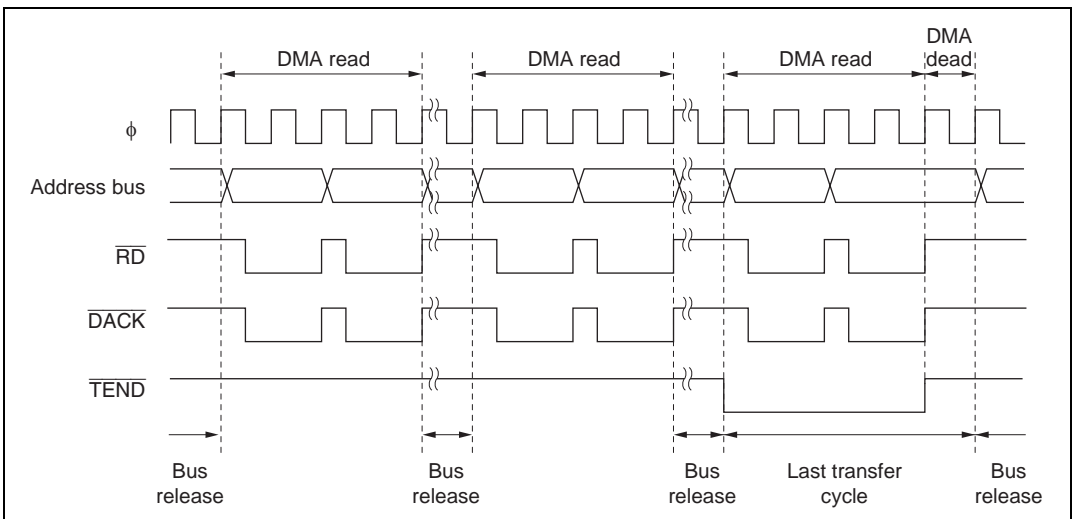 DMA read
DMA read
DMA read
DMA
dead
φ
Address bus
RD
DACK
TEND
Bus
release
Bus
release
Bus
release
Last transfer
cycle
Bus
release